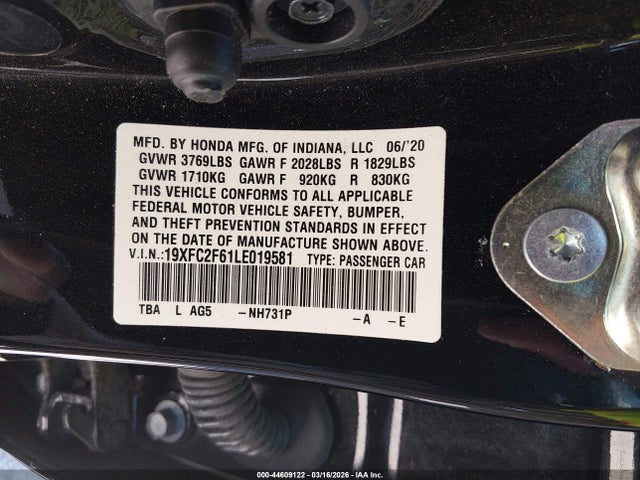 MFD. BY HONDA MFG. OF INDIANA, LLC 06/'20
GVWR 3769LBS GAWR F 2028LBS R 1829LBS
GVWR 1710KG GAWR F 920KG R 830KG
THIS VEHICLE CONFORMS TO ALL APPLICABLE
FEDERAL MOTOR VEHICLE SAFETY, BUMPER,
AND THEFT PREVENTION STANDARDS IN EFFECT
ON THE DATE OF MANUFACTURE SHOWN ABOVE.
V.I.N.:19XFC2F61LE019581 TYPE: PASSENGER CAR
TBA L AG5 -NH731P -A -E
000-44609122 - 03/16/2026 - IAA Inc.